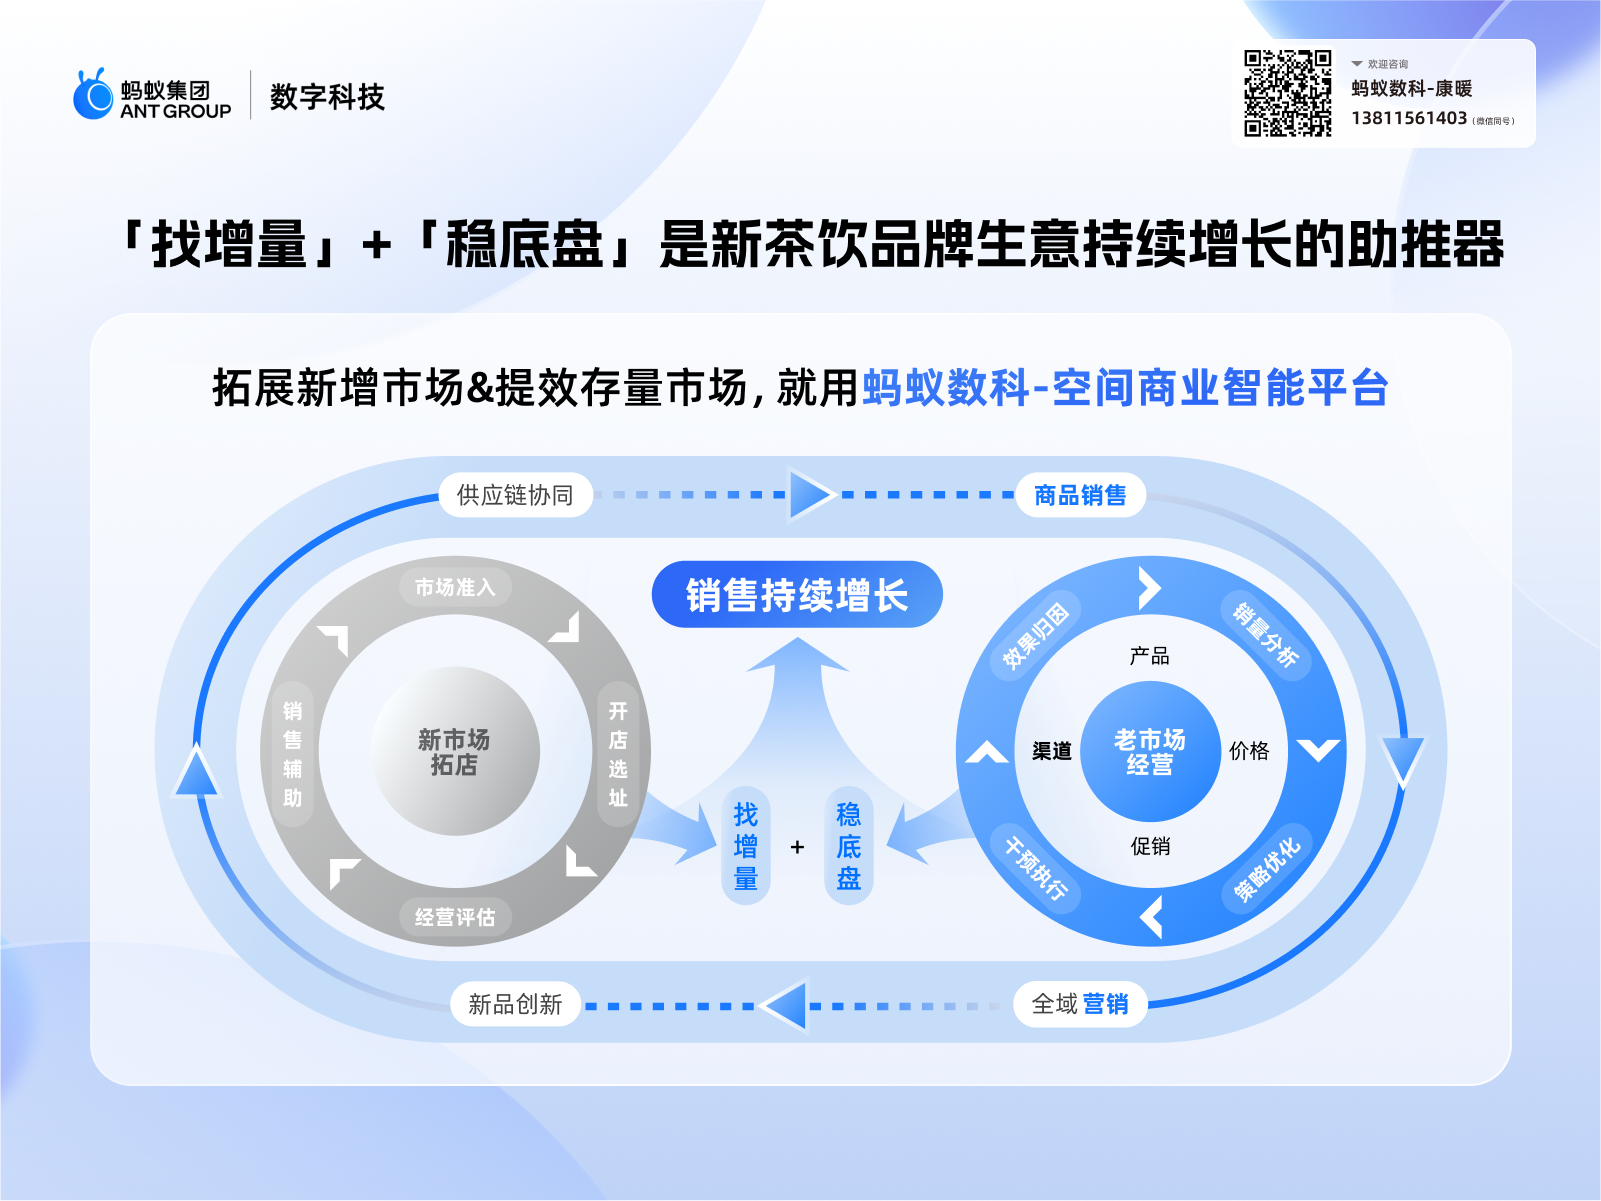 蚂蚁集团
ANT GROUP
数字科技
欢迎咨询
蚂蚁数科-康暖
13811561403（微信同号）
「找增量」+「稳底盘」是新茶饮品牌生意持续增长的助推器
拓展新增市场&提效存量市场，就用蚂蚁数科-空间商业智能平台
供应链协同
商品销售
销售持续增长
市场准入
开店选址
经营评估
销售辅助
新市场
拓店
找增量
+
稳底盘
效果归因
销量分析
策略优化
干预执行
产品
渠道
老市场
经营
价格
促销
新品创新
全域营销